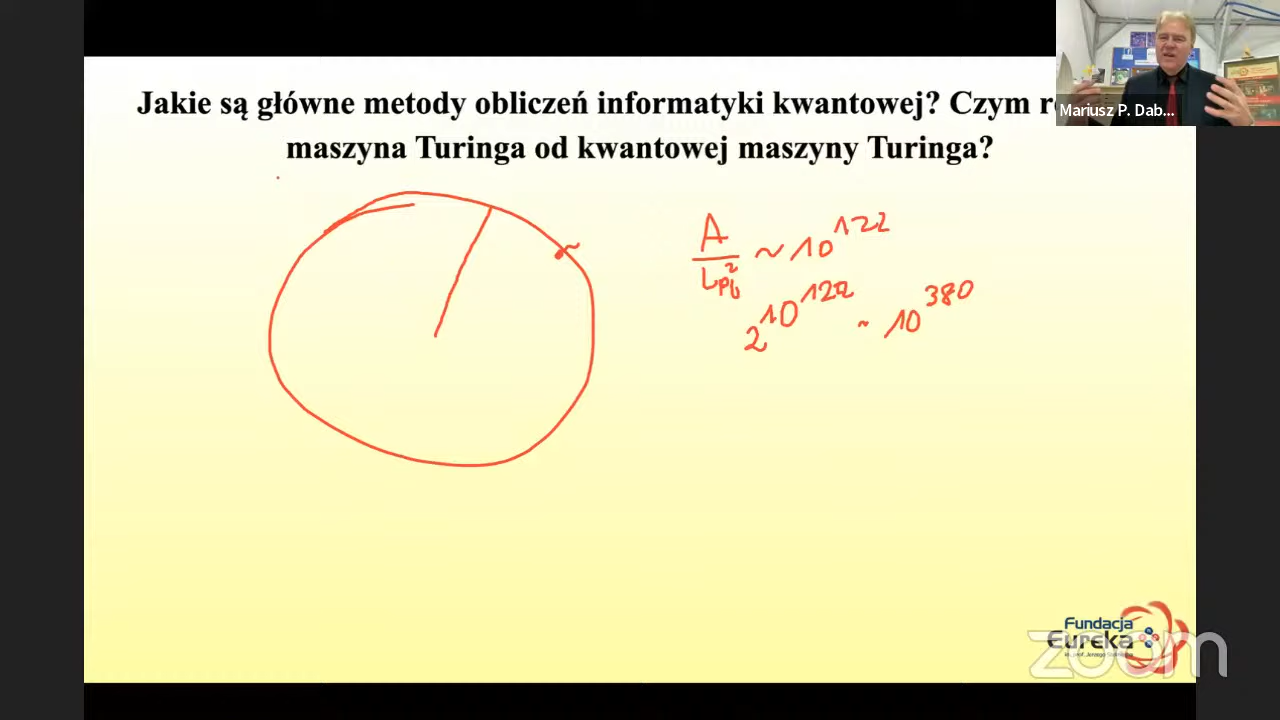 Jakie są główne metody obliczeń informatyki kwantowej? Czym
maszyna Turinga od kwantowej maszyny Turinga?
Mariusz P. Dab...
A / L_Pl^2 ~ 10^122
2^10^122 ~ 10^380
Fundacja
Eureka
zoom